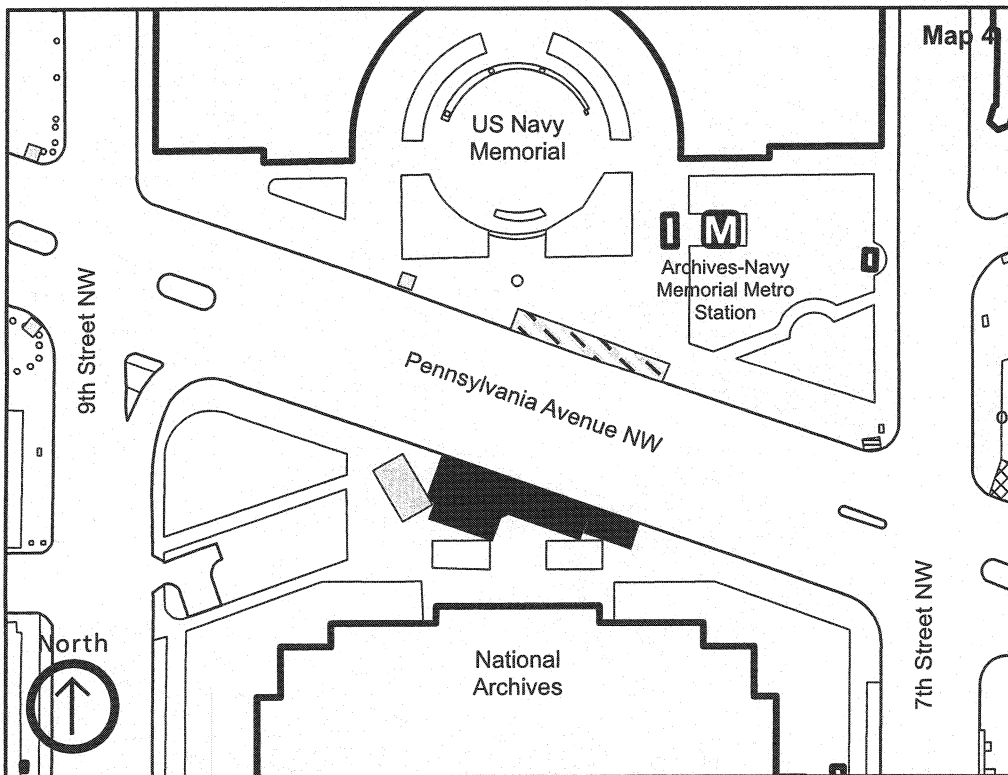 Map 4
US Navy
Memorial
I
M
I
Archives-Navy
Memorial Metro
Station
9th Street NW
Pennsylvania Avenue NW
7th Street NW
North
National
Archives